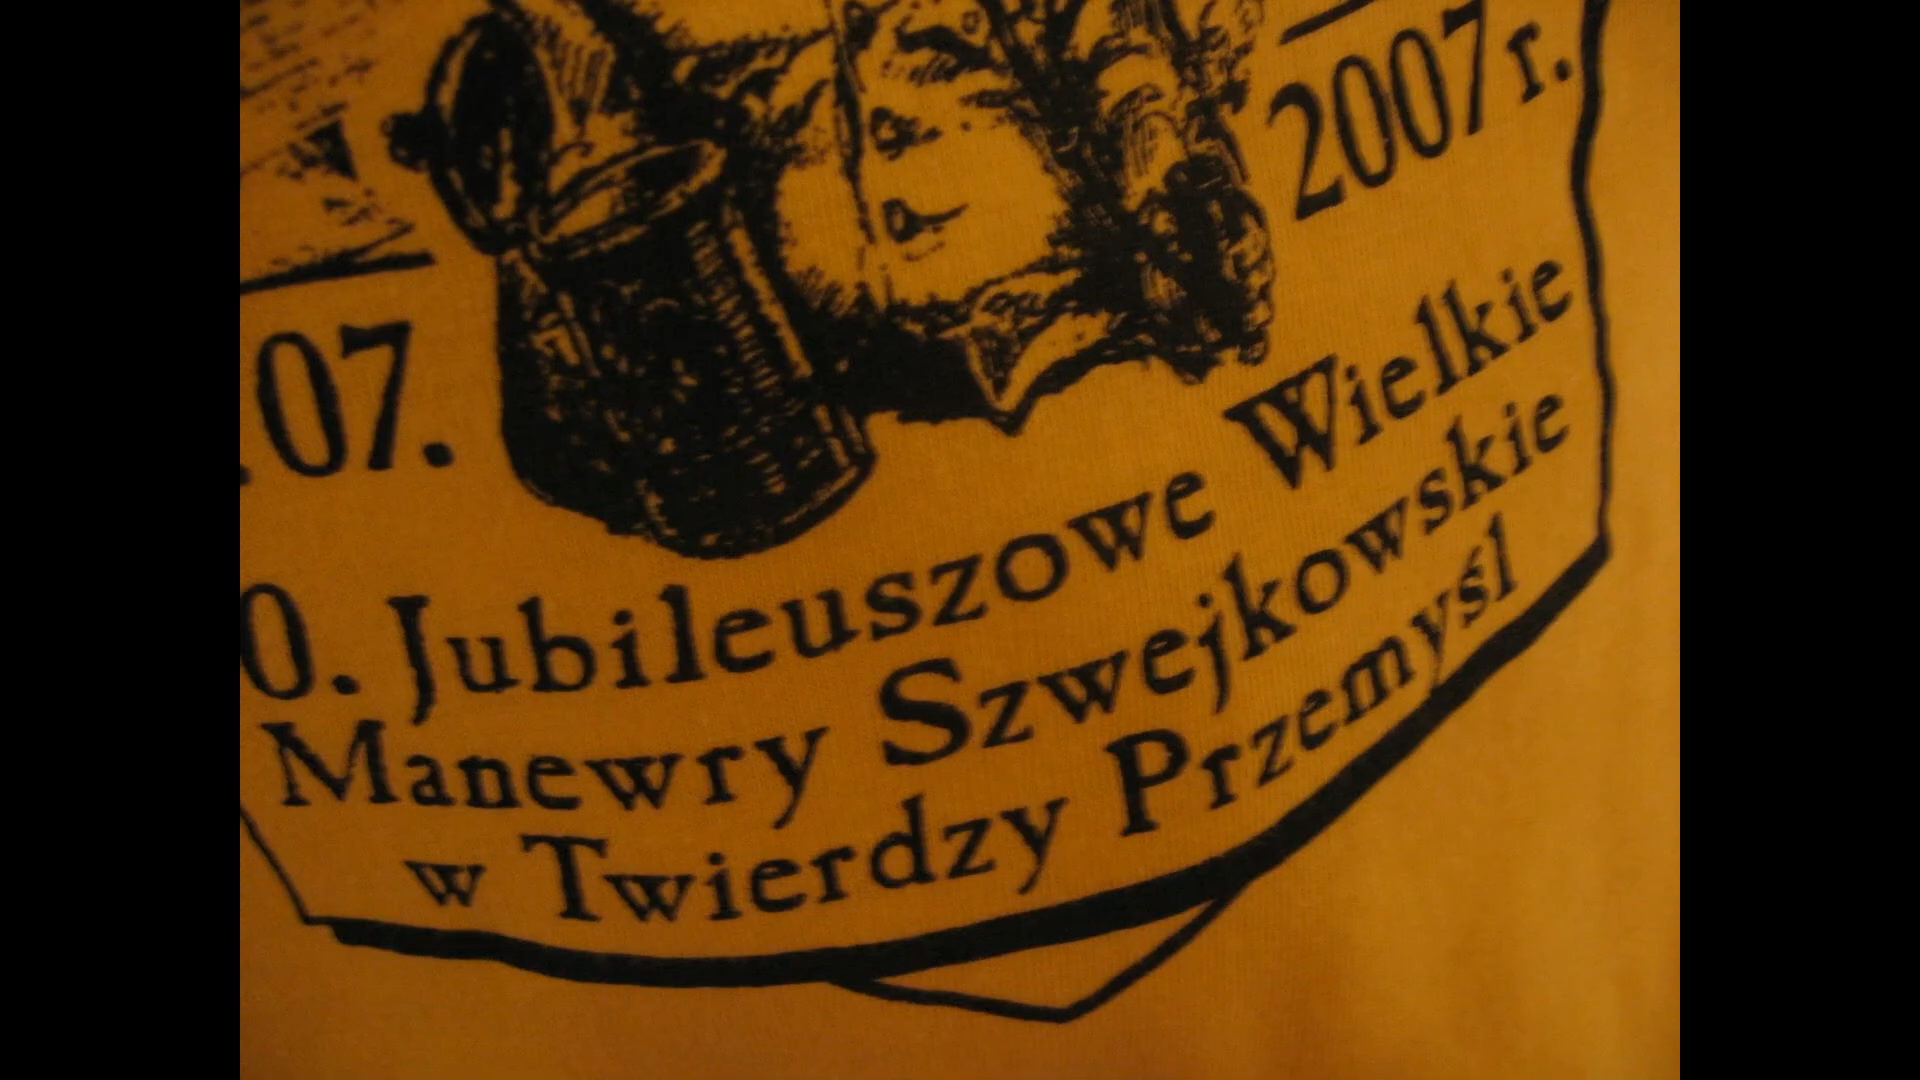 .07.
2007 r.
0. Jubileuszowe Wielkie
Manewry Szwejkowskie
w Twierdzy Przemyśl